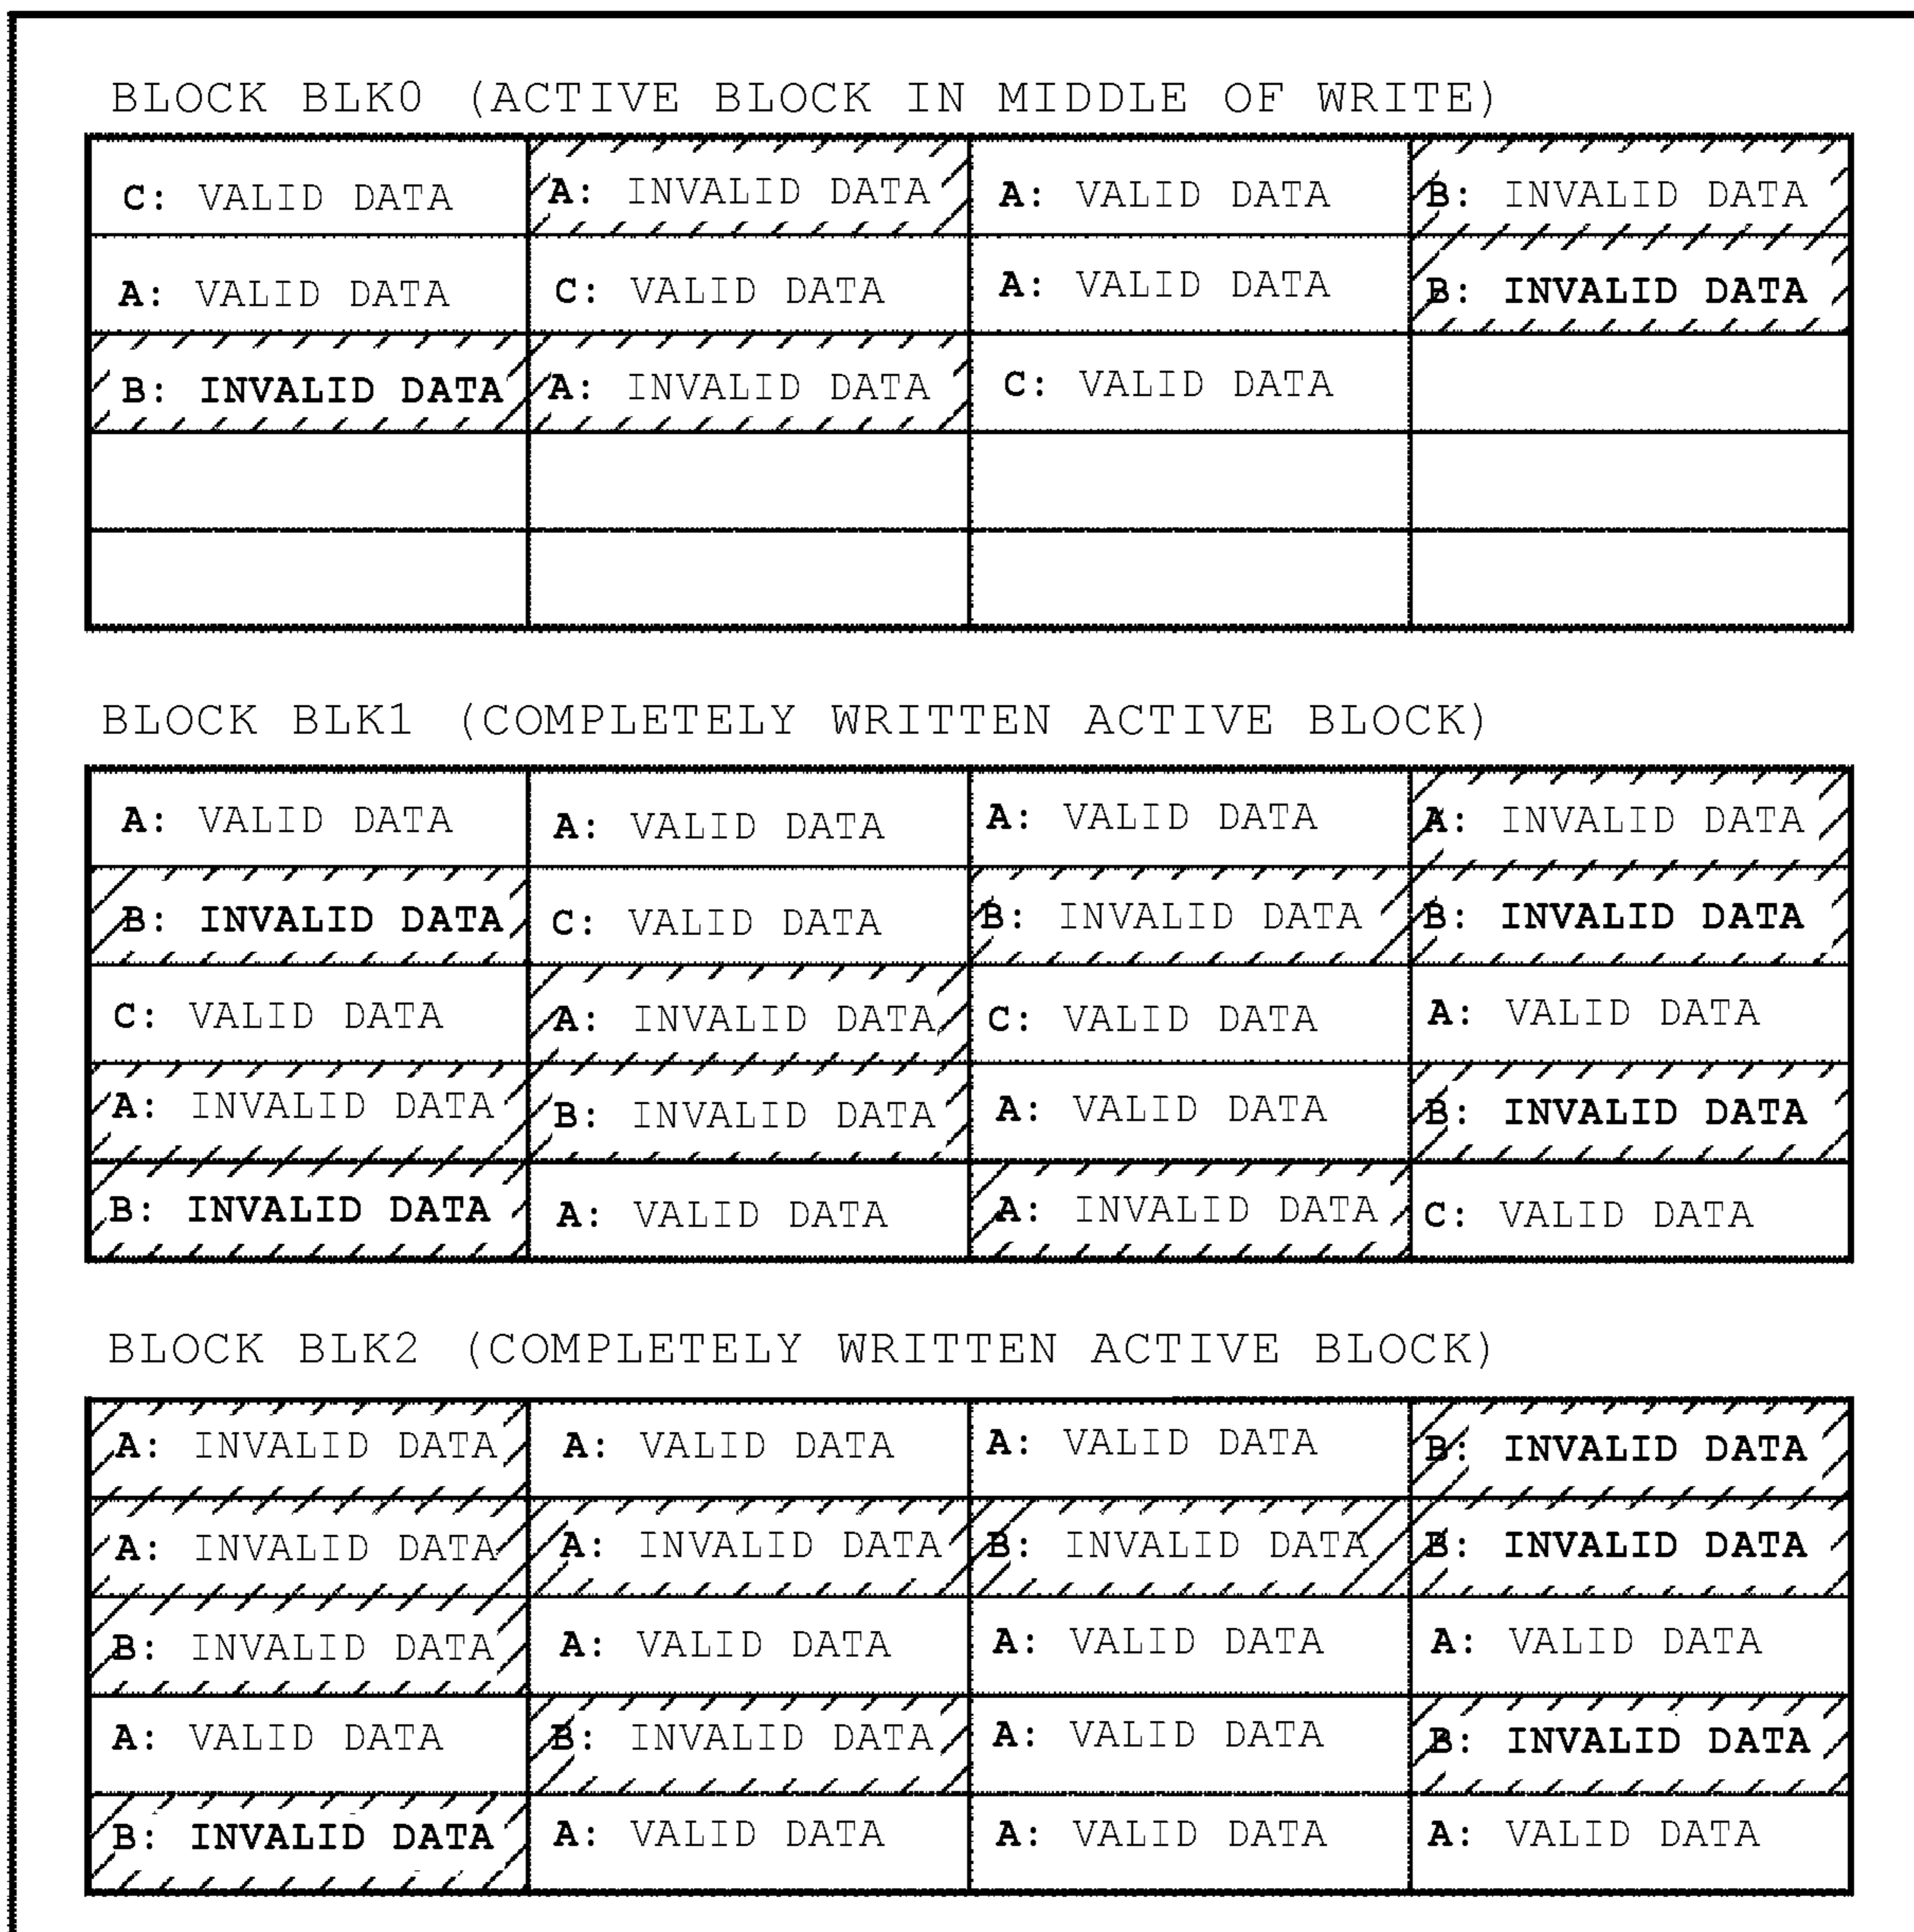 BLOCK BLK0 (ACTIVE BLOCK IN MIDDLE OF WRITE)
C: VALID DATA A: INVALID DATA A: VALID DATA B: INVALID DATA
A: VALID DATA C: VALID DATA A: VALID DATA B: INVALID DATA
B: INVALID DATA A: INVALID DATA C: VALID DATA
BLOCK BLK1 (COMPLETELY WRITTEN ACTIVE BLOCK)
A: VALID DATA A: VALID DATA A: VALID DATA A: INVALID DATA
B: INVALID DATA C: VALID DATA B: INVALID DATA B: INVALID DATA
C: VALID DATA A: INVALID DATA C: VALID DATA A: VALID DATA
A: INVALID DATA B: INVALID DATA A: VALID DATA B: INVALID DATA
B: INVALID DATA A: VALID DATA A: INVALID DATA C: VALID DATA
BLOCK BLK2 (COMPLETELY WRITTEN ACTIVE BLOCK)
A: INVALID DATA A: VALID DATA A: VALID DATA B: INVALID DATA
A: INVALID DATA A: INVALID DATA B: INVALID DATA B: INVALID DATA
B: INVALID DATA A: VALID DATA A: VALID DATA A: VALID DATA
A: VALID DATA B: INVALID DATA A: VALID DATA B: INVALID DATA
B: INVALID DATA A: VALID DATA A: VALID DATA A: VALID DATA